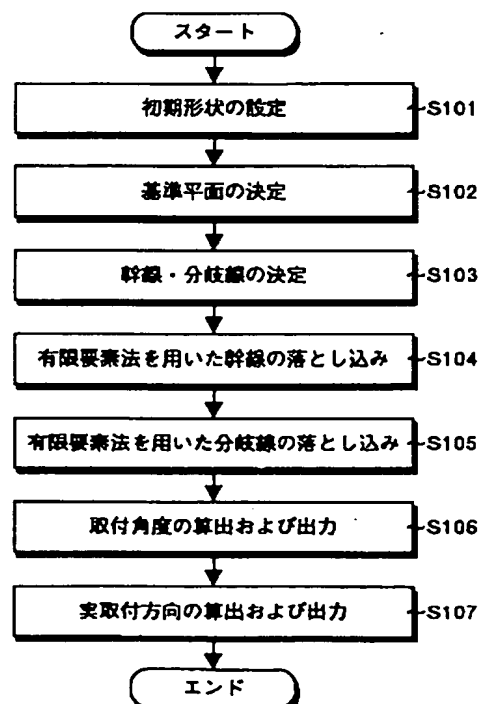 スタート
初期形状の設定 S101
基準平面の決定 S102
幹線・分岐線の決定 S103
有限要素法を用いた幹線の落とし込み S104
有限要素法を用いた分岐線の落とし込み S105
取付角度の算出および出力 S106
実取付方向の算出および出力 S107
エンド